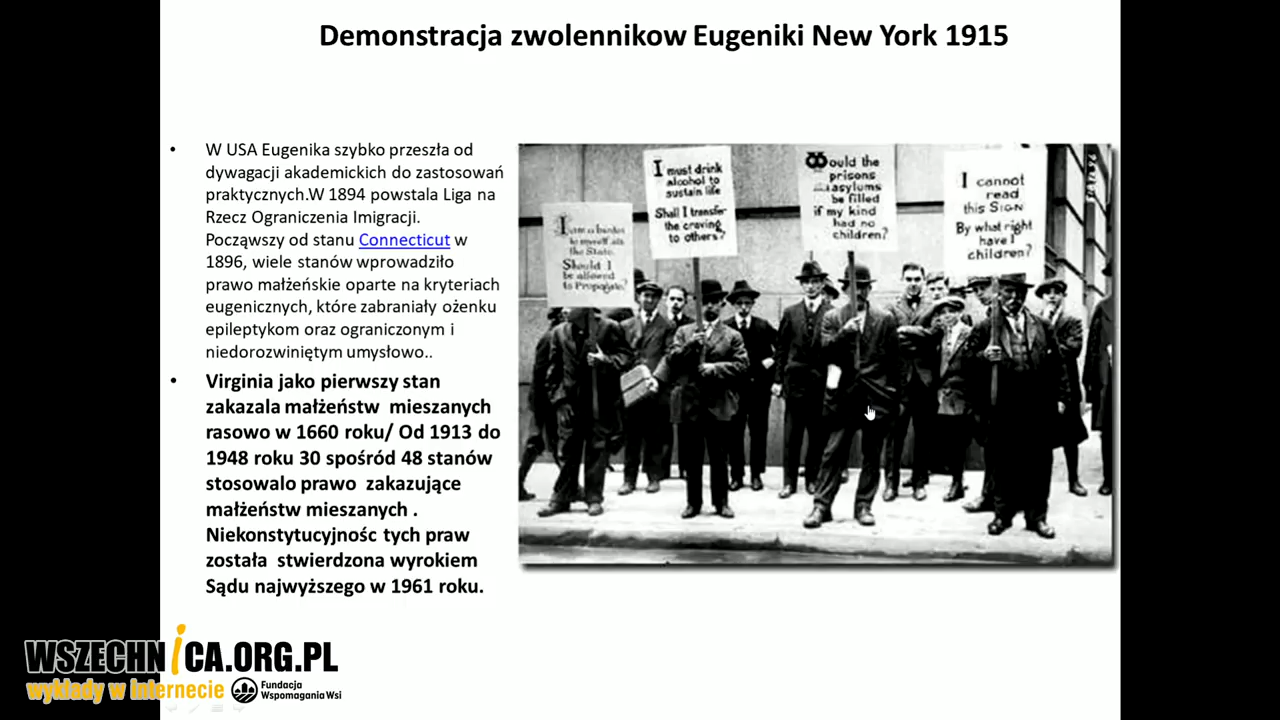 Demonstracja zwolennikow Eugeniki New York 1915
• W USA Eugenika szybko przeszła od
dywagacji akademickich do zastosowań
praktycznych.W 1894 powstala Liga na
Rzecz Ograniczenia Imigracji.
Począwszy od stanu Connecticut w
1896, wiele stanów wprowadziło
prawo małżeńskie oparte na kryteriach
eugenicznych, które zabraniały ożenku
epileptykom oraz ograniczonym i
niedorozwiniętym umysłowo..
• Virginia jako pierwszy stan
zakazala małżeństw mieszanych
rasowo w 1660 roku/ Od 1913 do
1948 roku 30 spośród 48 stanów
stosowalo prawo zakazujące
małżeństw mieszanych .
Niekonstytucyjnośc tych praw
została stwierdzona wyrokiem
Sądu najwyższego w 1961 roku.
I am a burden
to myself and
the State.
Should I
be allowed
to Propagate?
I must drink
alcohol to
sustain life
Shall I transfer
the craving
to others?
Would the
prisons
asylums
be filled
if my kind
had no
children?
I cannot
read
this SIGN
By what right
have I
children?
WSZECHNICA.ORG.PL
wykłady w internecie
Fundacja
Wspomagania Wsi